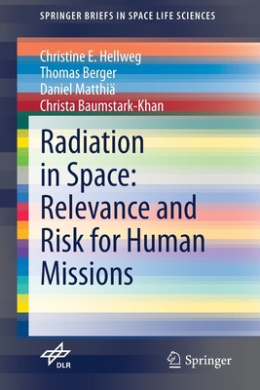 SPRINGER BRIEFS IN SPACE LIFE SCIENCES
Christine E. Hellweg
Thomas Berger
Daniel Matthiä
Christa Baumstark-Khan
Radiation
in Space:
Relevance and
Risk for Human
Missions
DLR
Springer